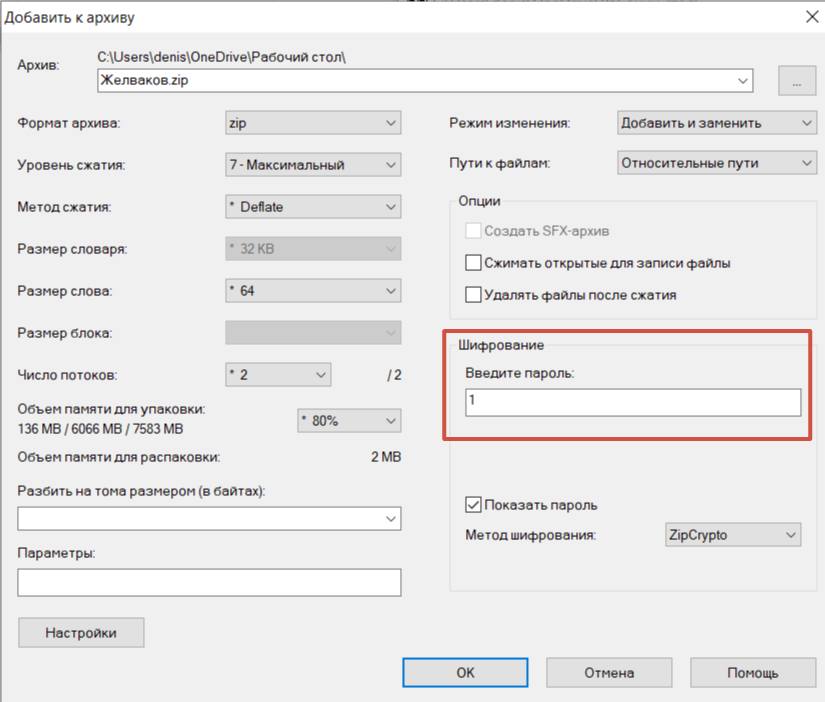 Добавить к архиву
Архив:
C:\Users\denis\OneDrive\Рабочий стол\
Желваков.zip
...
Формат архива:
zip
Уровень сжатия:
7 - Максимальный
Метод сжатия:
* Deflate
Размер словаря:
* 32 KB
Размер слова:
* 64
Размер блока:
Число потоков:
* 2
/ 2
Объем памяти для упаковки:
136 MB / 6066 MB / 7583 MB
* 80%
Объем памяти для распаковки:
2 MB
Разбить на тома размером (в байтах):
Параметры:
Настройки
Режим изменения:
Добавить и заменить
Пути к файлам:
Относительные пути
Опции
Создать SFX-архив
Сжимать открытые для записи файлы
Удалять файлы после сжатия
Шифрование
Введите пароль:
1
Показать пароль
Метод шифрования:
ZipCrypto
OK
Отмена
Помощь